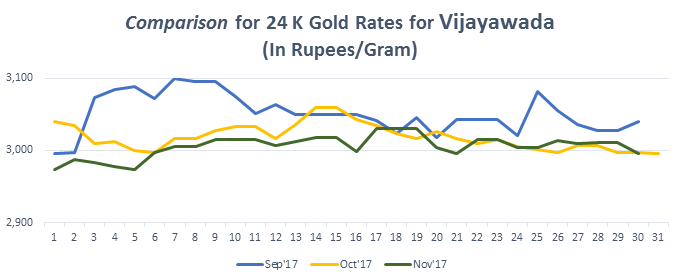 Comparison for 24 K Gold Rates for Vijayawada
(In Rupees/Gram)
3,100
3,000
2,900
1 2 3 4 5 6 7 8 9 10 11 12 13 14 15 16 17 18 19 20 21 22 23 24 25 26 27 28 29 30 31
Sep'17 Oct'17 Nov'17